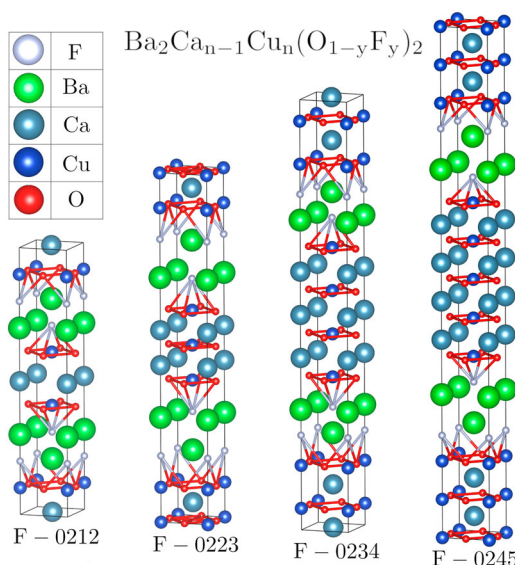 Ba₂Caₙ₋₁Cuₙ(O₁₋yFy)₂
F
Ba
Ca
Cu
O
F − 0212
F − 0223
F − 0234
F − 0245